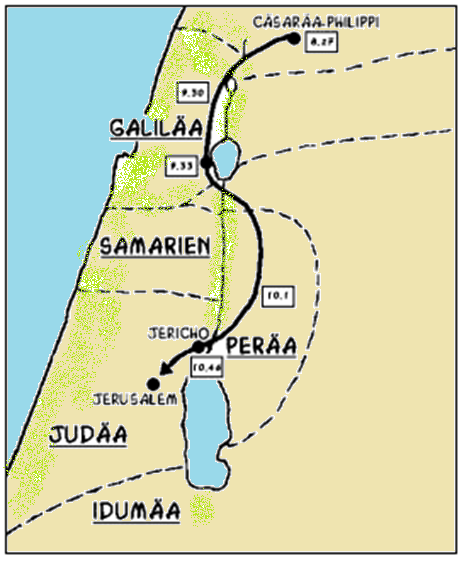 CÄSARÄA PHILIPPI
8.27
9.30
GALILÄA
9.33
SAMARIEN
10.1
JERICHO
PERÄA
10.46
JERUSALEM
JUDÄA
IDUMÄA